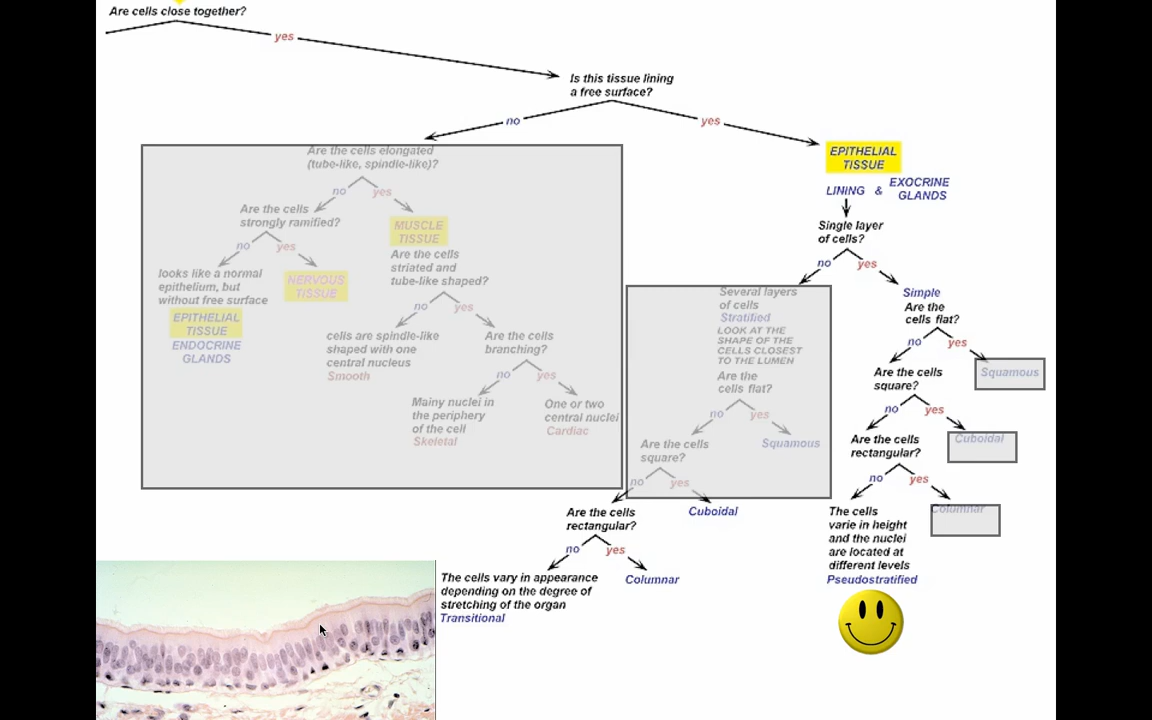 Are cells close together?
yes
Is this tissue lining
a free surface?
no
yes
Are the cells elongated
(tube-like, spindle-like)?
no
yes
Are the cells
strongly ramified?
no
yes
looks like a normal
epithelium, but
without free surface
EPITHELIAL
TISSUE
ENDOCRINE
GLANDS
NERVOUS
TISSUE
MUSCLE
TISSUE
Are the cells
striated and
tube-like shaped?
no
yes
cells are spindle-like
shaped with one
central nucleus
Smooth
Are the cells
branching?
no
yes
Mainy nuclei in
the periphery
of the cell
Skeletal
One or two
central nuclei
Cardiac
EPITHELIAL
TISSUE
LINING & EXOCRINE
GLANDS
Single layer
of cells?
no
yes
Several layers
of cells
Stratified
LOOK AT THE
SHAPE OF THE
CELLS CLOSEST
TO THE LUMEN
Are the
cells flat?
no
yes
Squamous
Are the cells
square?
no
yes
Cuboidal
Are the cells
rectangular?
no
yes
Columnar
The cells vary in appearance
depending on the degree of
stretching of the organ
Transitional
Simple
Are the
cells flat?
no
yes
Squamous
Are the cells
square?
no
yes
Cuboidal
Are the cells
rectangular?
no
yes
Columnar
The cells
varie in height
and the nuclei
are located at
different levels
Pseudostratified